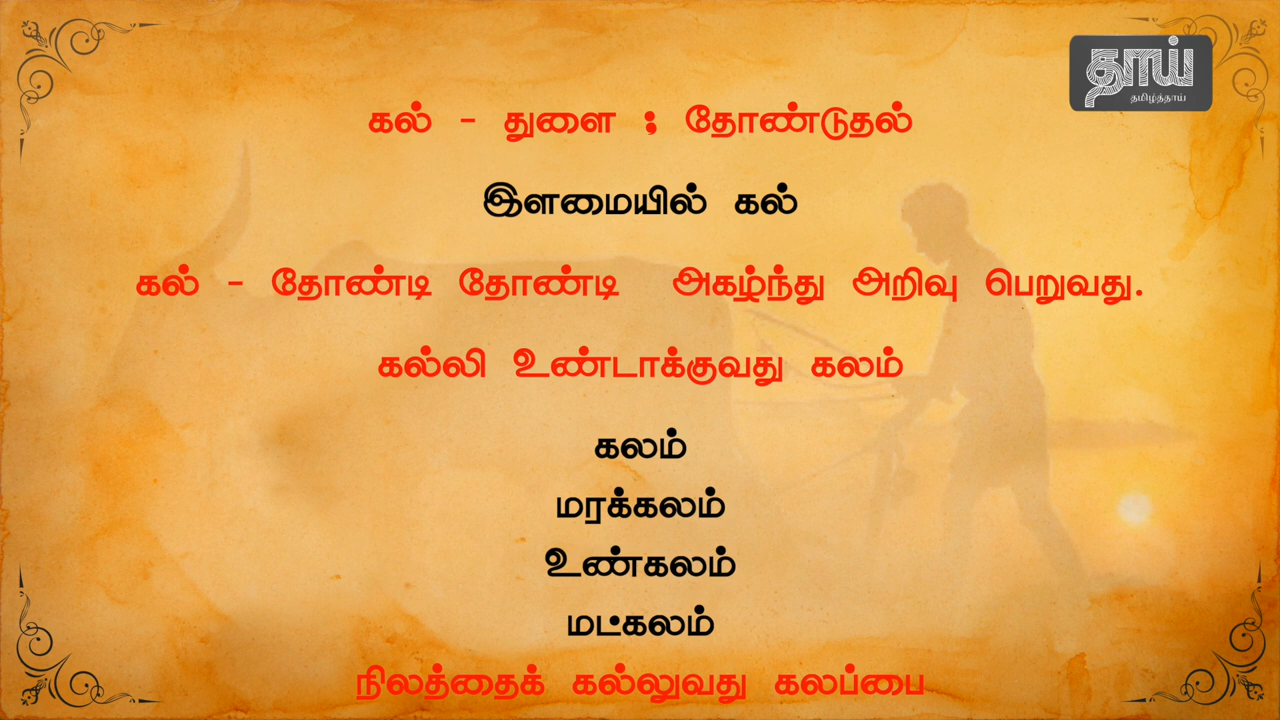 தாய்
தமிழ்த்தாய்
கல் - துளை ; தோண்டுதல்
இளமையில் கல்
கல் - தோண்டி தோண்டி அகழ்ந்து அறிவு பெறுவது.
கல்லி உண்டாக்குவது கலம்
கலம்
மரக்கலம்
உண்கலம்
மட்கலம்
நிலத்தைக் கல்லுவது கலப்பை